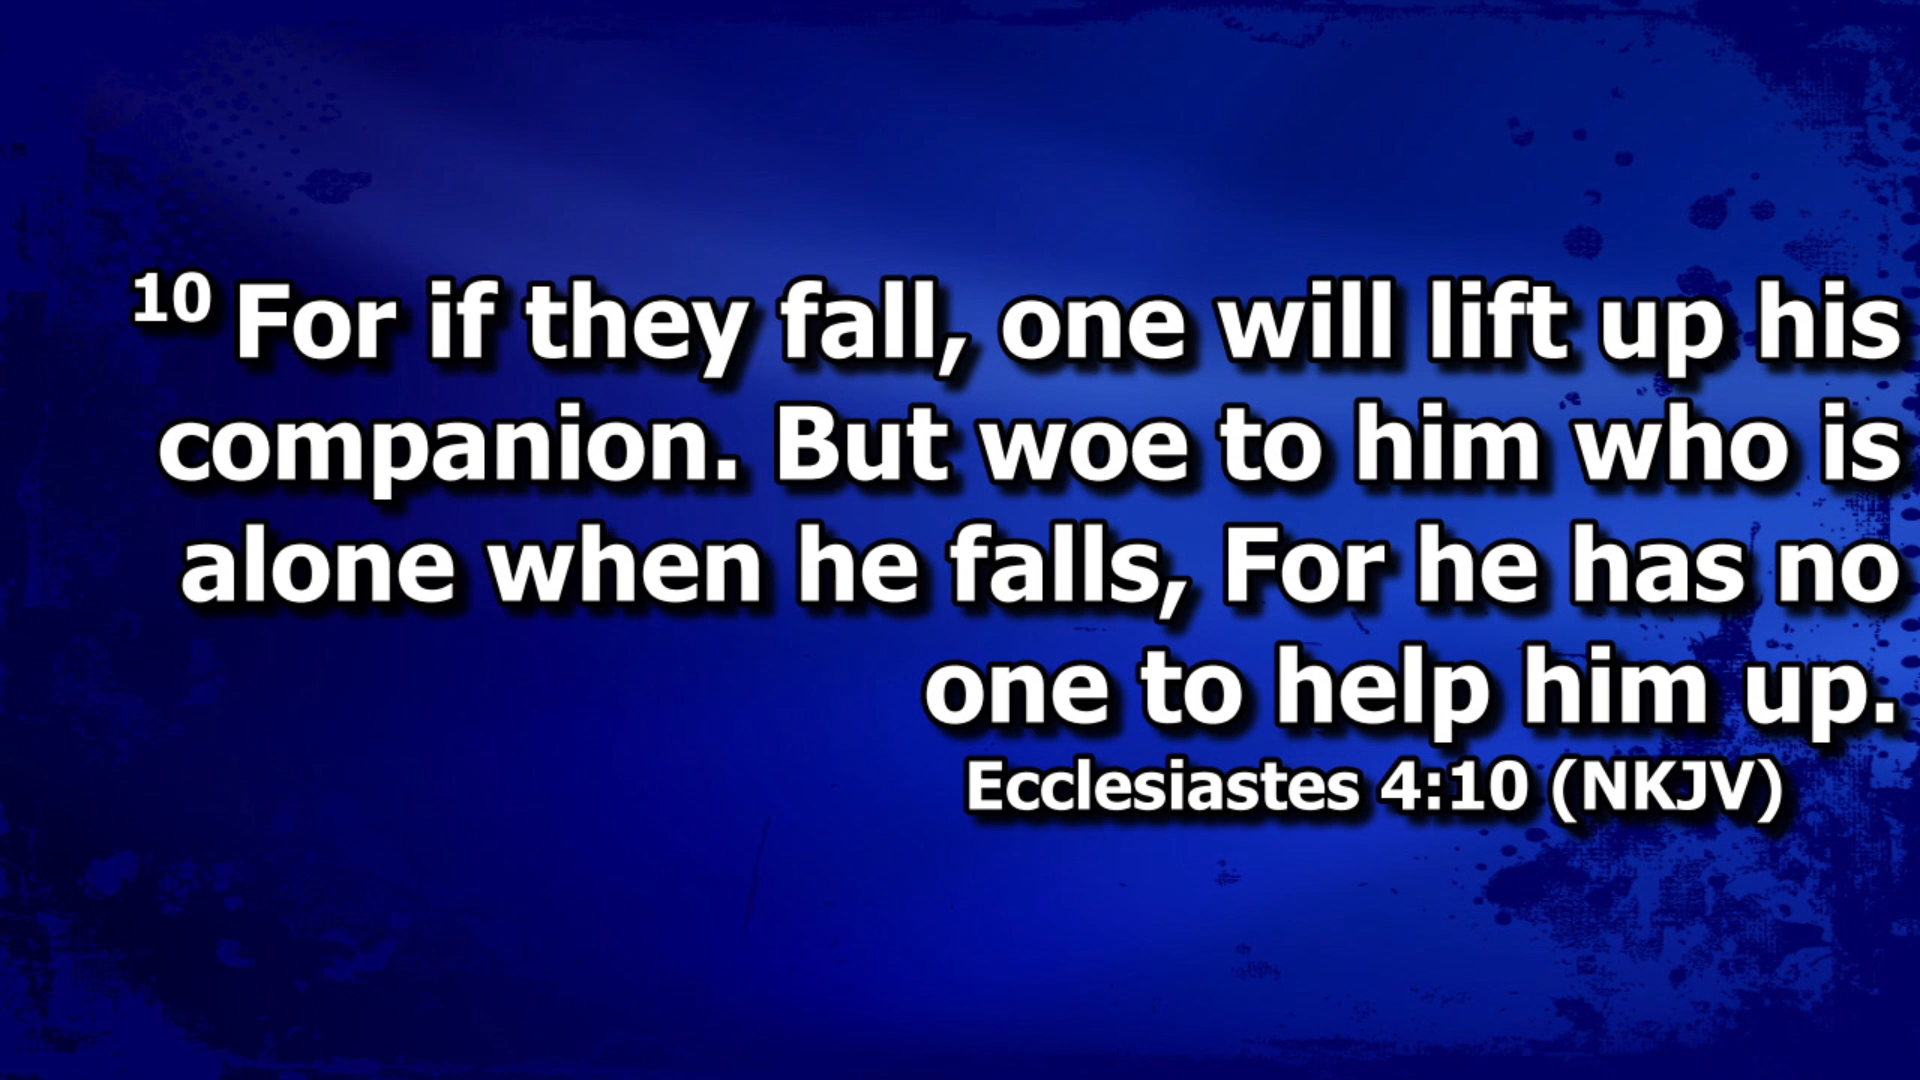 10 For if they fall, one will lift up his
companion. But woe to him who is
alone when he falls, For he has no
one to help him up.
Ecclesiastes 4:10 (NKJV)